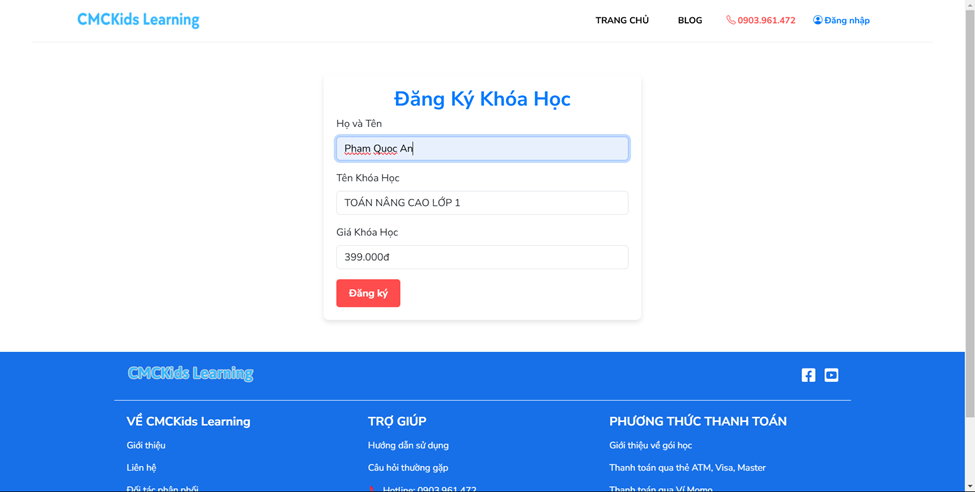 CMCKids Learning
TRANG CHỦ BLOG 0903.961.472 Đăng nhập
Đăng Ký Khóa Học
Họ và Tên
Pham Quoc An
Tên Khóa Học
TOÁN NÂNG CAO LỚP 1
Giá Khóa Học
399.000đ
Đăng ký
CMCKids Learning
VỀ CMCKids Learning TRỢ GIÚP PHƯƠNG THỨC THANH TOÁN
Giới thiệu Hướng dẫn sử dụng Giới thiệu về gói học
Liên hệ Câu hỏi thường gặp Thanh toán qua thẻ ATM, Visa, Master
Đối tác phân phối Hotline: 0903.961.472 Thanh toán qua Ví Momo